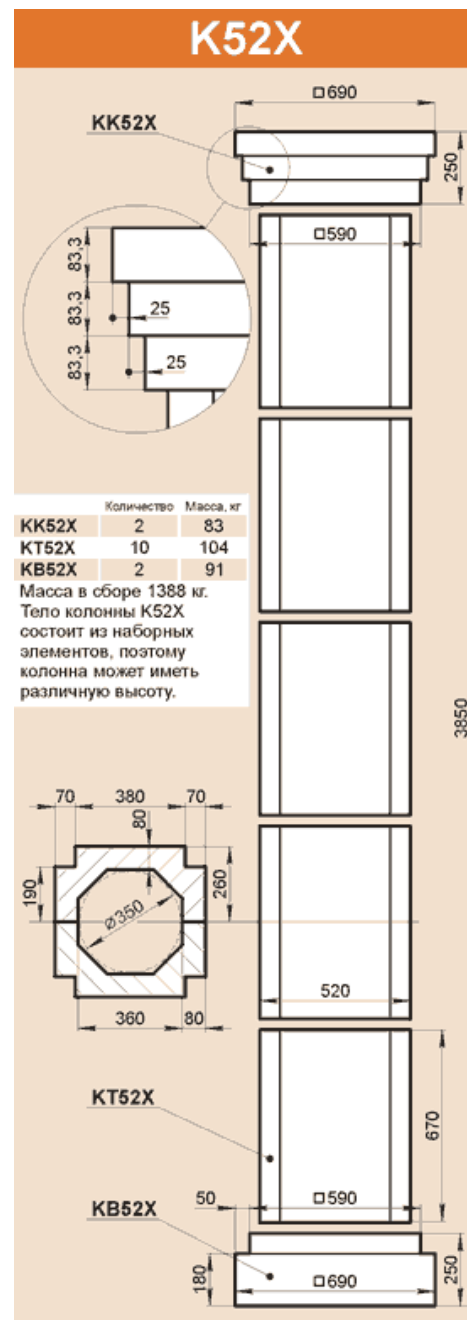 K52X
□690
KK52X
250
□590
83,3
83,3
83,3
25
25
Количество Масса, кг
KK52X 2 83
KT52X 10 104
KB52X 2 91
Масса в сборе 1388 кг.
Тело колонны K52X
состоит из наборных
элементов, поэтому
колонна может иметь
различную высоту.
3850
70 380 70
80
190
260
⌀350
360 80
520
KT52X
670
50 □590
KB52X
180
□690
250